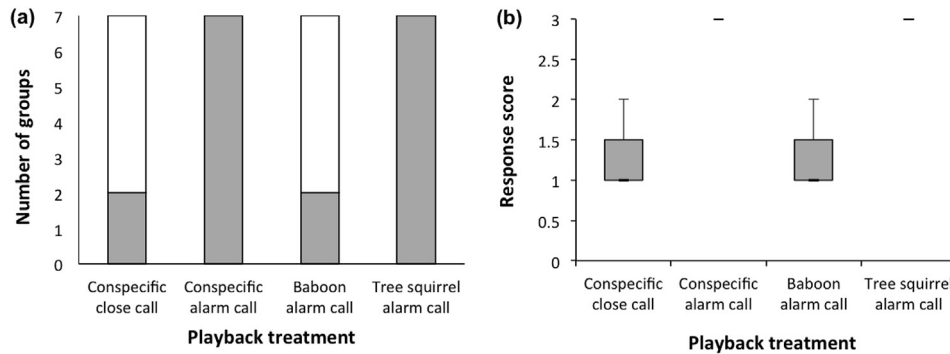 (a)
Number of groups
7
6
5
4
3
2
1
0
Conspecific
close call
Conspecific
alarm call
Baboon
alarm call
Tree squirrel
alarm call
Playback treatment
(b)
Response score
3
2.5
2
1.5
1
0.5
0
Conspecific
close call
Conspecific
alarm call
Baboon
alarm call
Tree squirrel
alarm call
Playback treatment